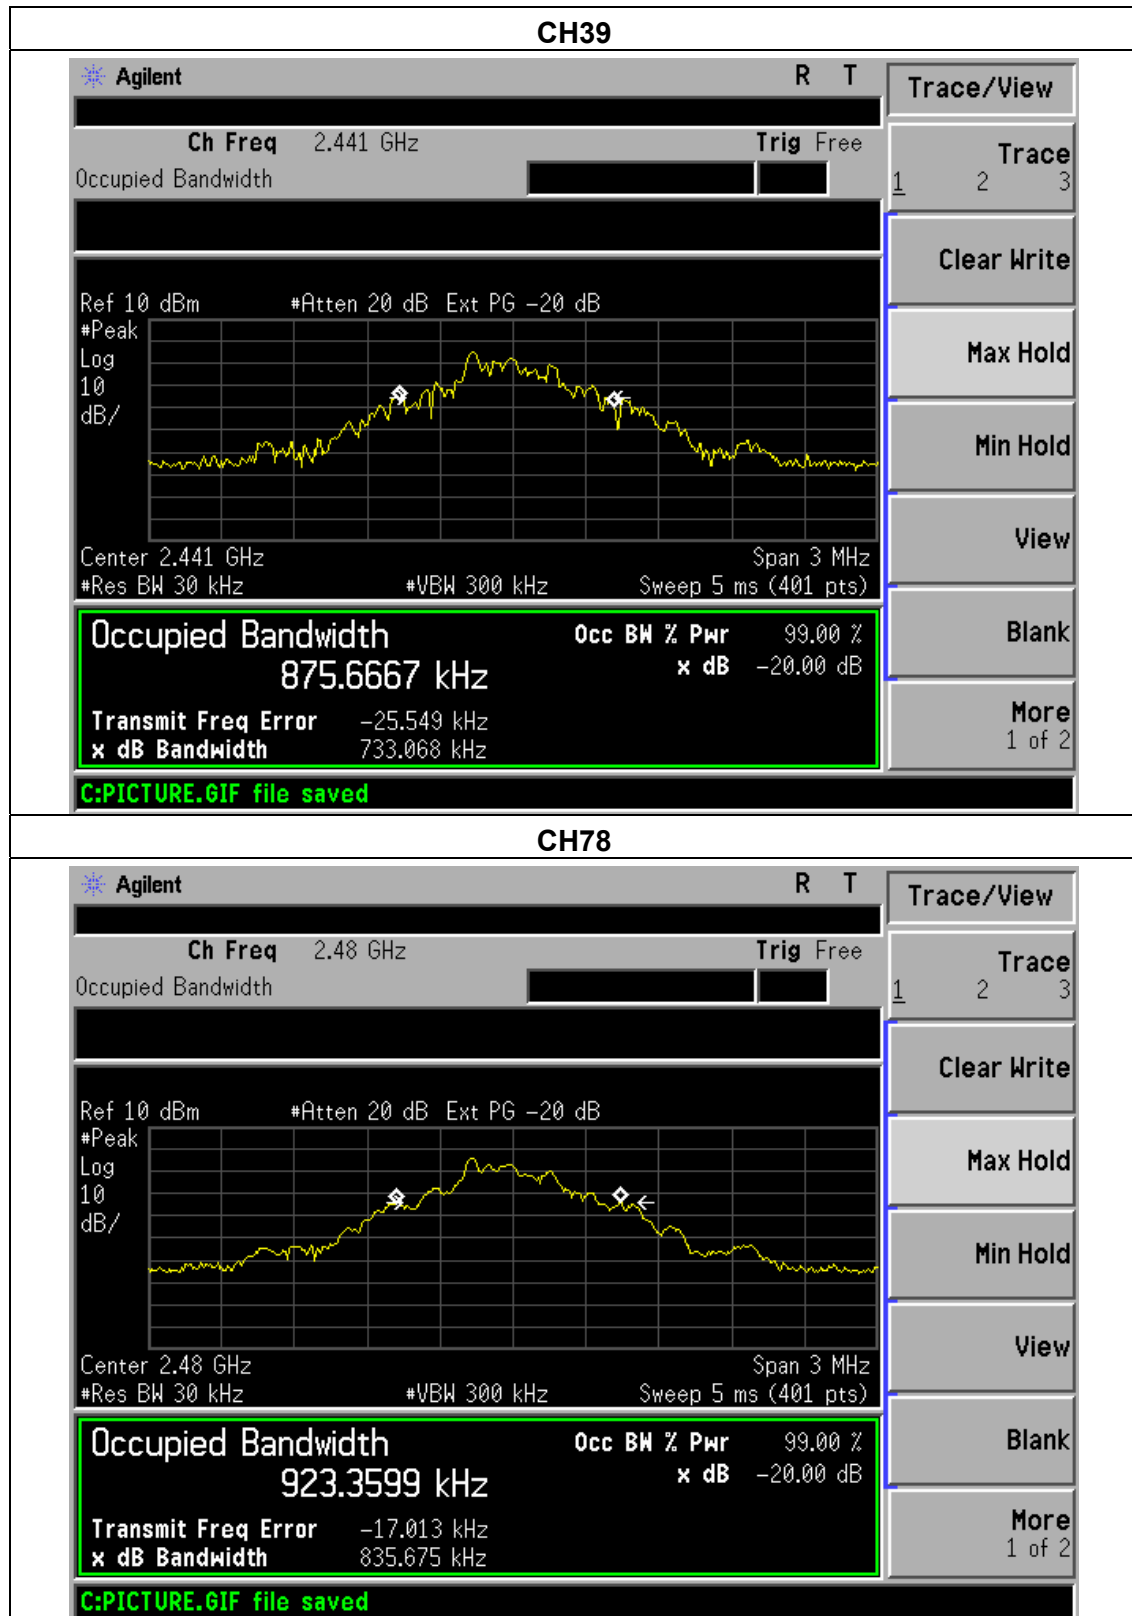 CH39
Agilent R T
Trace/View
Ch Freq 2.441 GHz Trig Free
Occupied Bandwidth
Trace
1 2 3
Clear Write
Ref 10 dBm #Atten 20 dB Ext PG -20 dB
#Peak
Log
10
dB/
Max Hold
Min Hold
View
Center 2.441 GHz Span 3 MHz
#Res BW 30 kHz #VBW 300 kHz Sweep 5 ms (401 pts)
Occupied Bandwidth Occ BW % Pwr 99.00 %
875.6667 kHz x dB -20.00 dB
Blank
Transmit Freq Error -25.549 kHz
x dB Bandwidth 733.068 kHz
More
1 of 2
C:PICTURE.GIF file saved
CH78
Agilent R T
Trace/View
Ch Freq 2.48 GHz Trig Free
Occupied Bandwidth
Trace
1 2 3
Clear Write
Ref 10 dBm #Atten 20 dB Ext PG -20 dB
#Peak
Log
10
dB/
Max Hold
Min Hold
View
Center 2.48 GHz Span 3 MHz
#Res BW 30 kHz #VBW 300 kHz Sweep 5 ms (401 pts)
Occupied Bandwidth Occ BW % Pwr 99.00 %
923.3599 kHz x dB -20.00 dB
Blank
Transmit Freq Error -17.013 kHz
x dB Bandwidth 835.675 kHz
More
1 of 2
C:PICTURE.GIF file saved